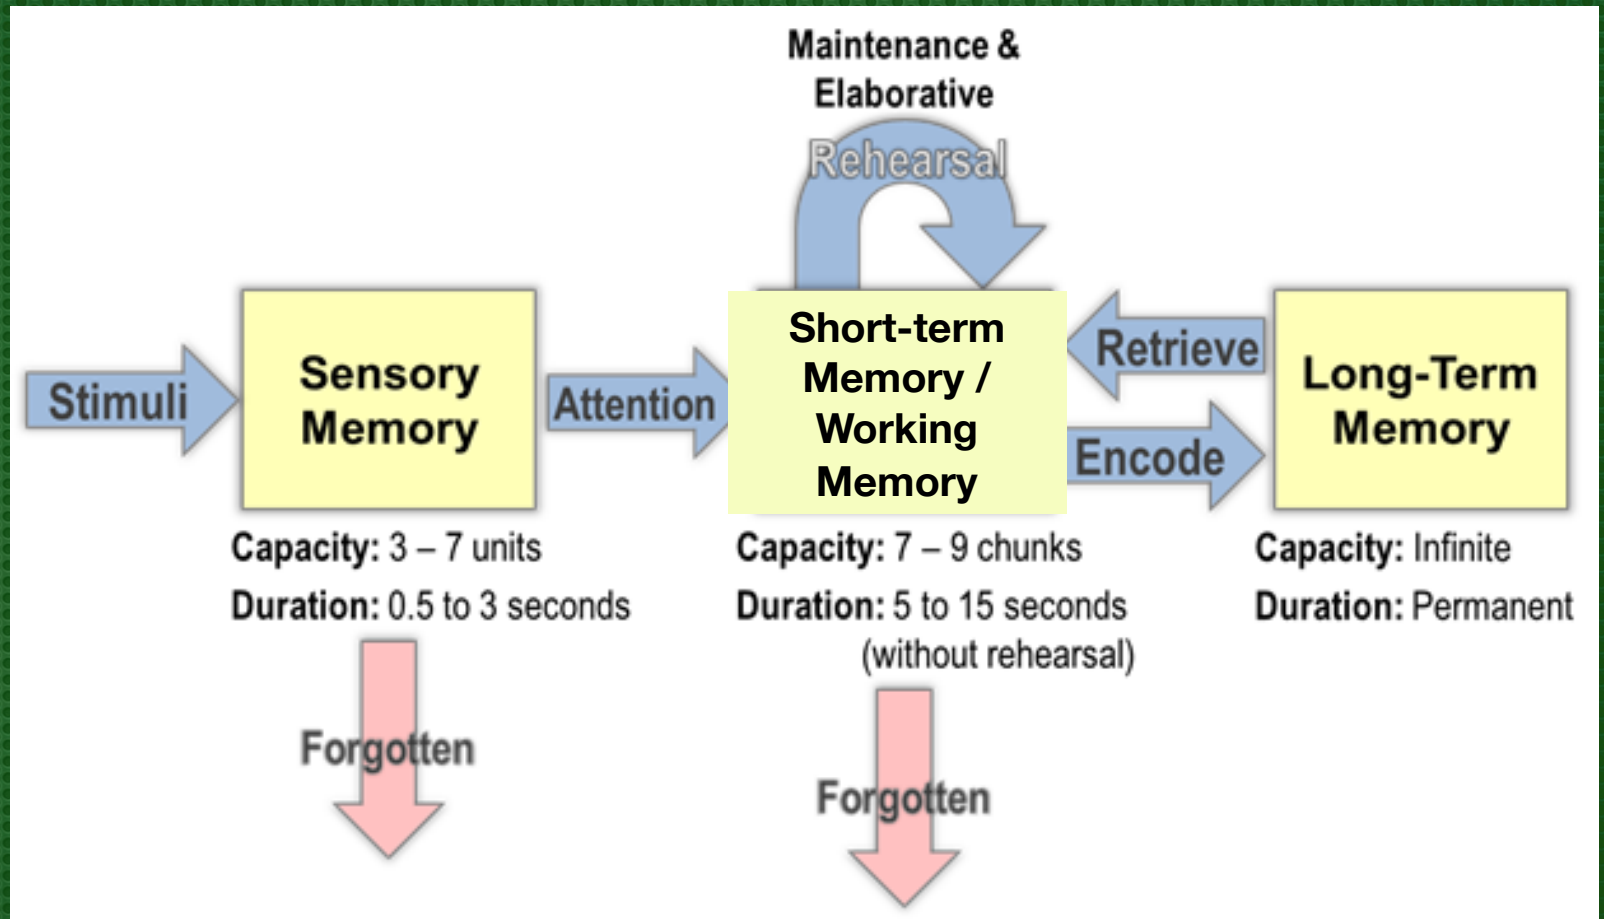 Maintenance &
Elaborative
Rehearsal
Stimuli
Sensory
Memory
Attention
Short-term
Memory /
Working
Memory
Retrieve
Encode
Long-Term
Memory
Capacity: 3 – 7 units
Duration: 0.5 to 3 seconds
Capacity: 7 – 9 chunks
Duration: 5 to 15 seconds
(without rehearsal)
Capacity: Infinite
Duration: Permanent
Forgotten
Forgotten